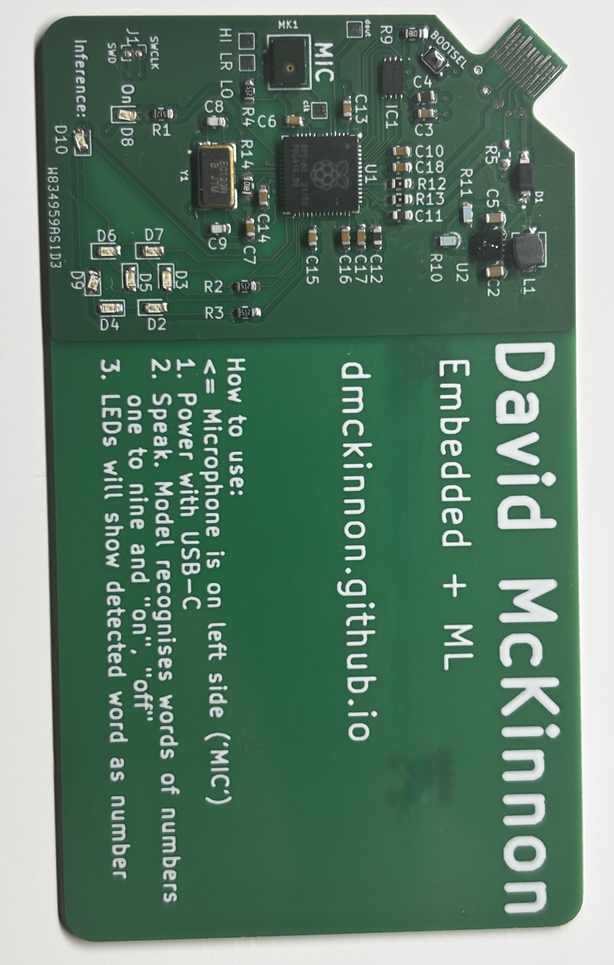 David McKinnon
Embedded + ML
dmckinnon.github.io
How to use:
<= Microphone is on left side ('MIC')
1. Power with USB-C
2. Speak. Model recognises words of numbers
one to nine and "on", "off"
3. LEDs will show detected word as number
BOOTSEL
R9
dout
MK1
MIC
HI LR LO
R4
clk
C13
IC1
C4
C3
SWCLK
J1
SWD
On
D8
R1
Inference:
D10
C8
C6
Y1
R14
U1
C10
C18
R12
R13
C11
R5
D1
R11
C5
R10
U2
C2
L1
C9
C7
C14
C15
C16
C17
C12
D6
D7
D9
D5
D3
D4
D2
R2
R3
W834959AS1D3